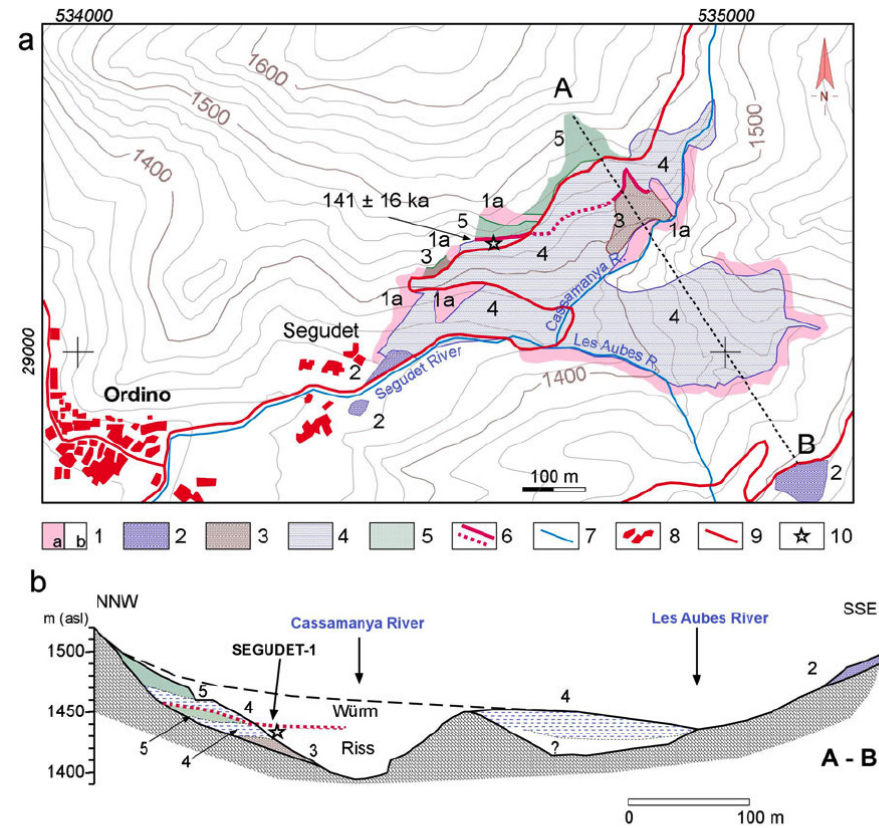 534000 535000
a
1600
1500
1400
A
1500
N
5
4
141 ± 16 ka
1a
5
1a
3
3
1a
4
1a
1a
4
Cassamanya R.
4
Segudet
29000
2
Segudet River
Les Aubes R.
1400
Ordino
2
100 m
B
2
a b 1 2 3 4 5 6 7 8 9 10
b
NNW
SSE
m (asl)
Cassamanya River
Les Aubes River
1500
SEGUDET-1
2
5
4
4
1450
Würm
5
4
3
Riss
?
1400
A - B
0 100 m